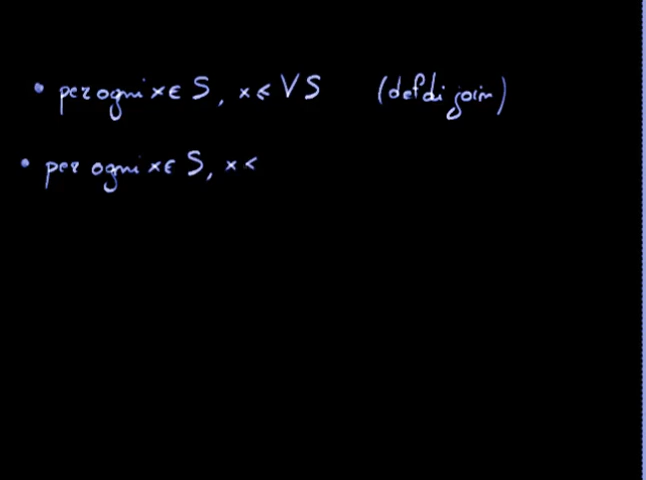 • per ogni x ∈ S, x ≤ V S (def di join)
• per ogni x ∈ S, x <